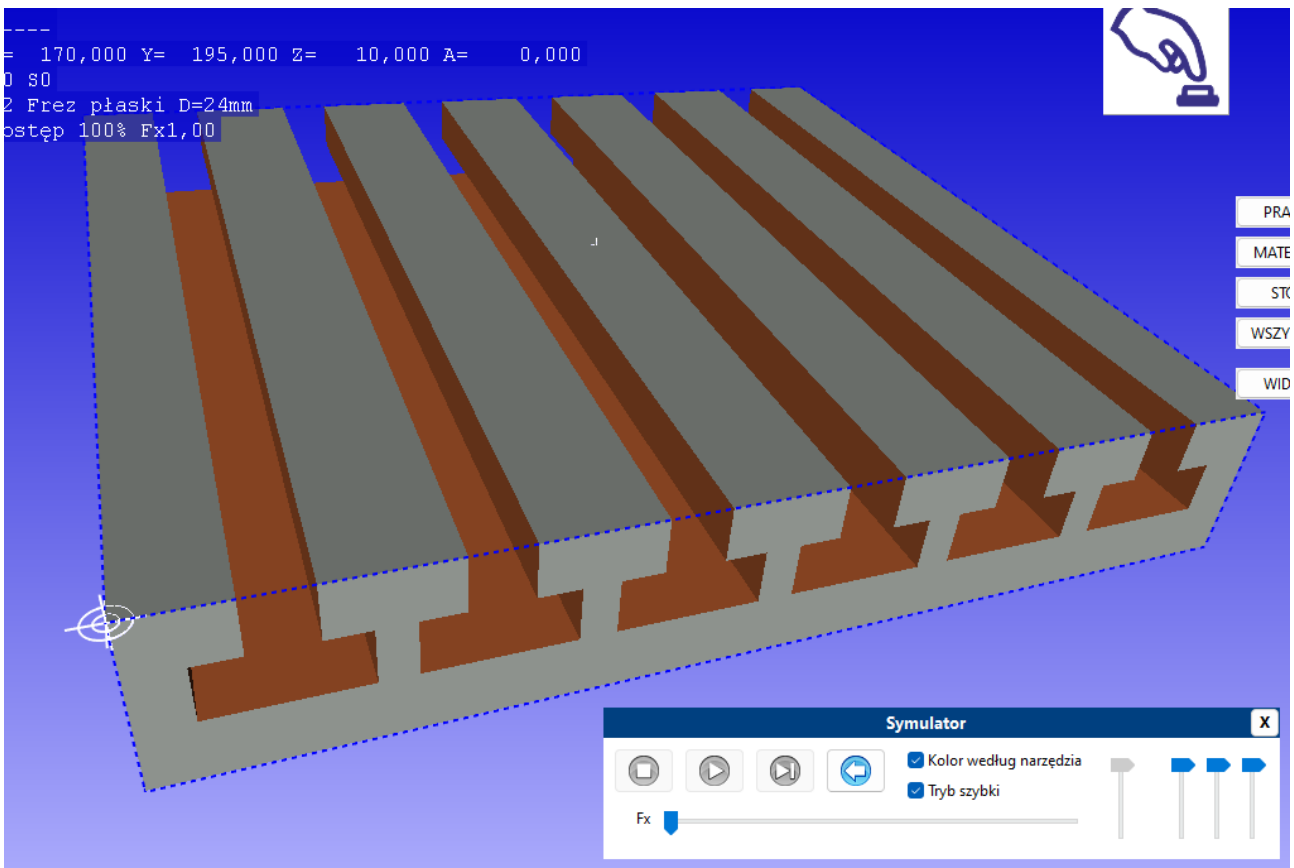 ----
= 170,000 Y= 195,000 Z= 10,000 A= 0,000
0 S0
Z Frez płaski D=24mm
ostęp 100% Fx1,00
PRA
MATE
STO
WSZY
WID
Symulator
X
Kolor według narzędzia
Tryb szybki
Fx